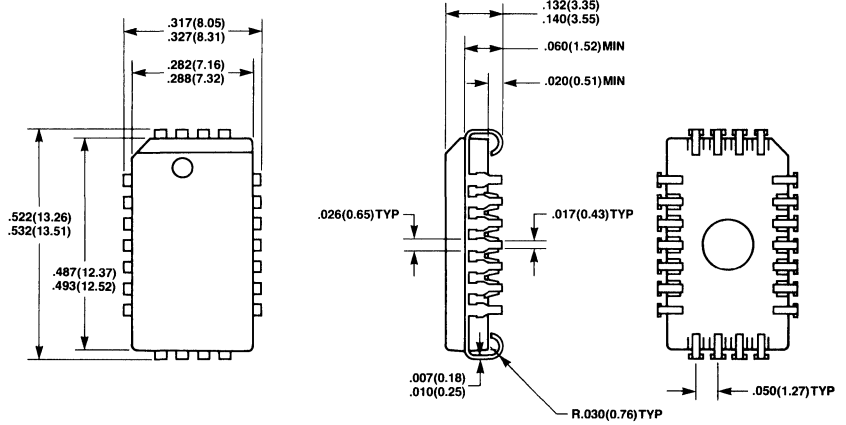 .317(8.05)
.327(8.31)
.282(7.16)
.288(7.32)
.522(13.26)
.532(13.51)
.487(12.37)
.493(12.52)
.132(3.35)
.140(3.55)
.060(1.52) MIN
.020(0.51) MIN
.026(0.65)TYP
.017(0.43)TYP
.007(0.18)
.010(0.25)
R.030(0.76)TYP
.050(1.27) TYP